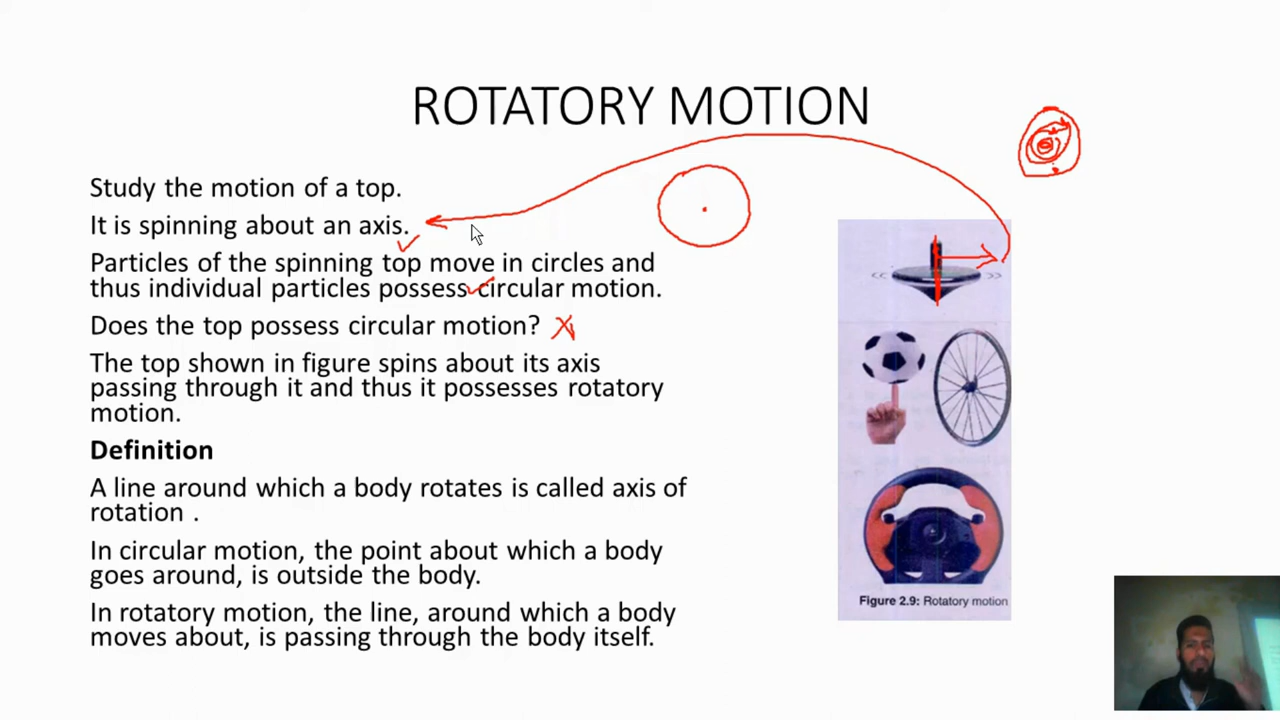 ROTATORY MOTION
Study the motion of a top.
It is spinning about an axis.
Particles of the spinning top move in circles and
thus individual particles possess circular motion.
Does the top possess circular motion?
The top shown in figure spins about its axis
passing through it and thus it possesses rotatory
motion.
Definition
A line around which a body rotates is called axis of
rotation .
In circular motion, the point about which a body
goes around, is outside the body.
In rotatory motion, the line, around which a body
moves about, is passing through the body itself.
Figure 2.9: Rotatory motion